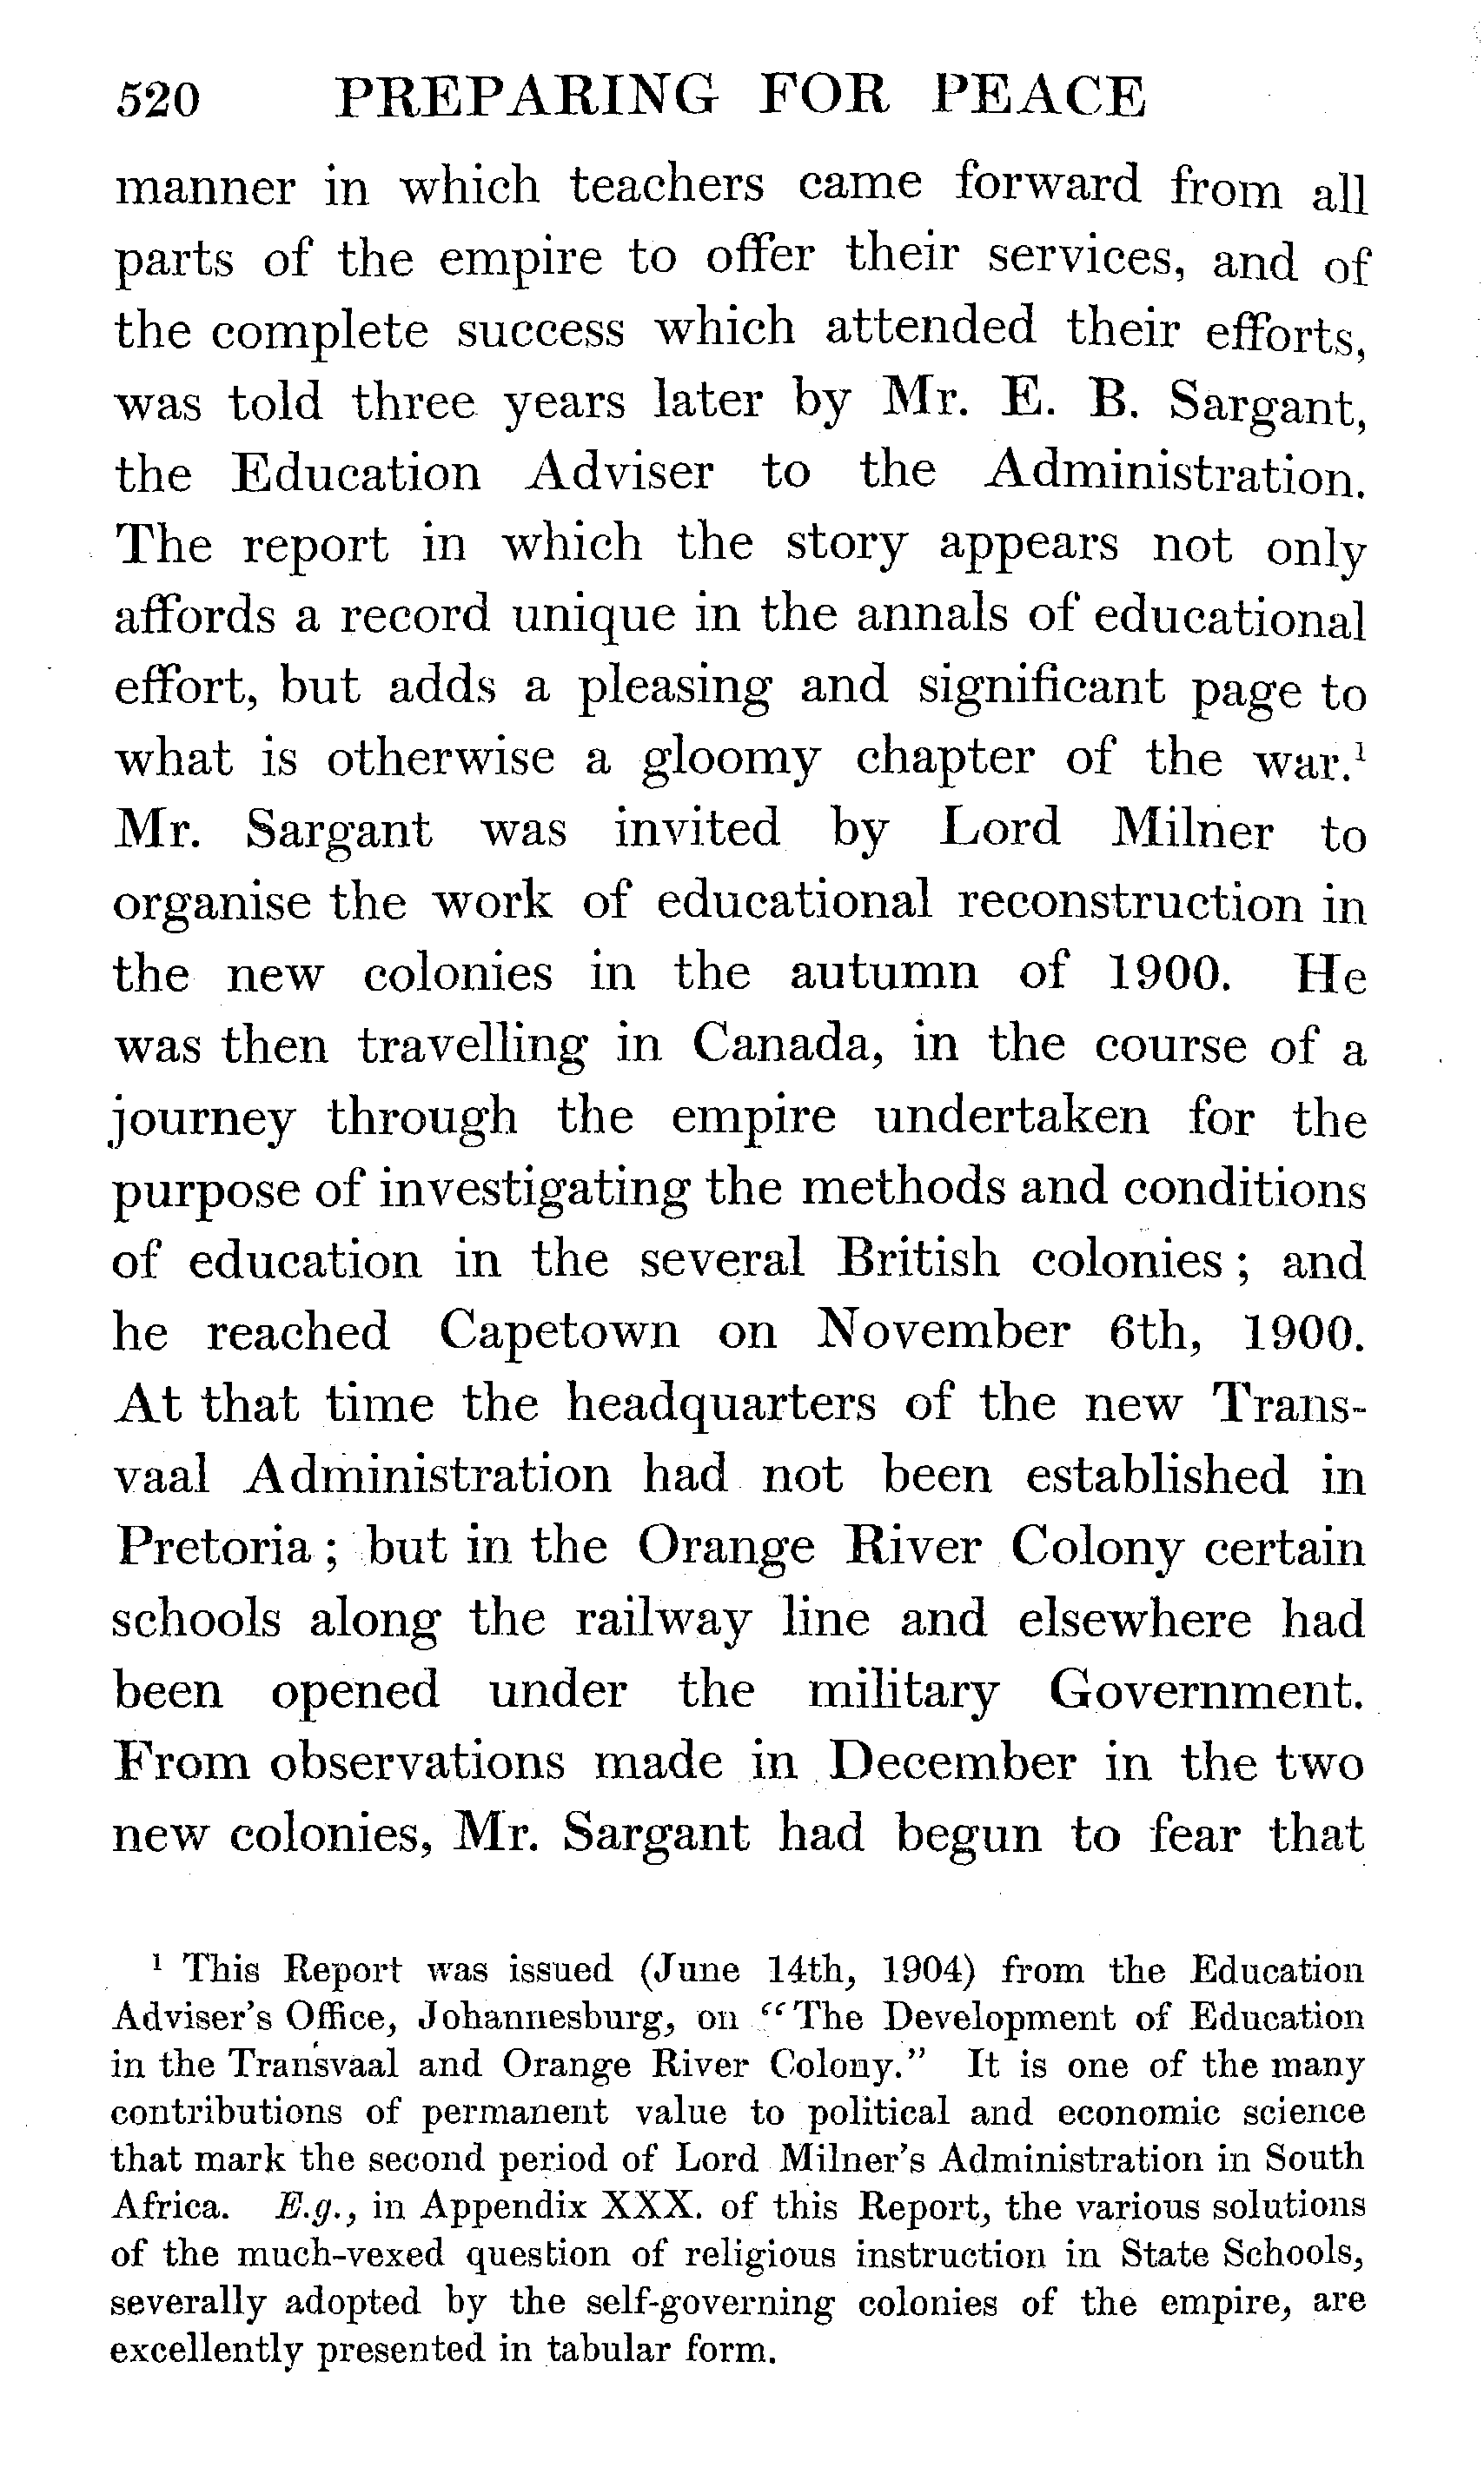 520 PREPARING FOR PEACE
manner in which teachers came forward from all
parts of the empire to offer their services, and of
the complete success which attended their efforts,
was told three years later by Mr. E. B. Sargant,
the Education Adviser to the Administration.
The report in which the story appears not only
affords a record unique in the annals of educational
effort, but adds a pleasing and significant page to
what is otherwise a gloomy chapter of the war.¹
Mr. Sargant was invited by Lord Milner to
organise the work of educational reconstruction in
the new colonies in the autumn of 1900. He
was then travelling in Canada, in the course of a
journey through the empire undertaken for the
purpose of investigating the methods and conditions
of education in the several British colonies ; and
he reached Capetown on November 6th, 1900.
At that time the headquarters of the new Trans-
vaal Administration had not been established in
Pretoria ; but in the Orange River Colony certain
schools along the railway line and elsewhere had
been opened under the military Government.
From observations made in December in the two
new colonies, Mr. Sargant had begun to fear that
¹ This Report was issued (June 14th, 1904) from the Education
Adviser's Office, Johannesburg, on "The Development of Education
in the Transvaal and Orange River Colony." It is one of the many
contributions of permanent value to political and economic science
that mark the second period of Lord Milner's Administration in South
Africa. E.g., in Appendix XXX. of this Report, the various solutions
of the much-vexed question of religious instruction in State Schools,
severally adopted by the self-governing colonies of the empire, are
excellently presented in tabular form.